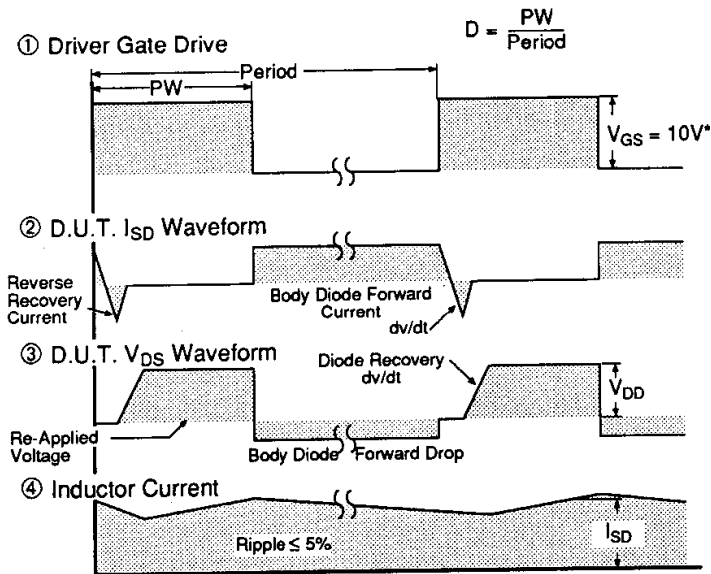 ① Driver Gate Drive
D = PW
Period
Period
PW
V_GS = 10V*
② D.U.T. I_SD Waveform
Reverse
Recovery
Current
Body Diode Forward
Current
dv/dt
③ D.U.T. V_DS Waveform
Diode Recovery
dv/dt
V_DD
Re-Applied
Voltage
Body Diode Forward Drop
④ Inductor Current
Ripple ≤ 5%
I_SD